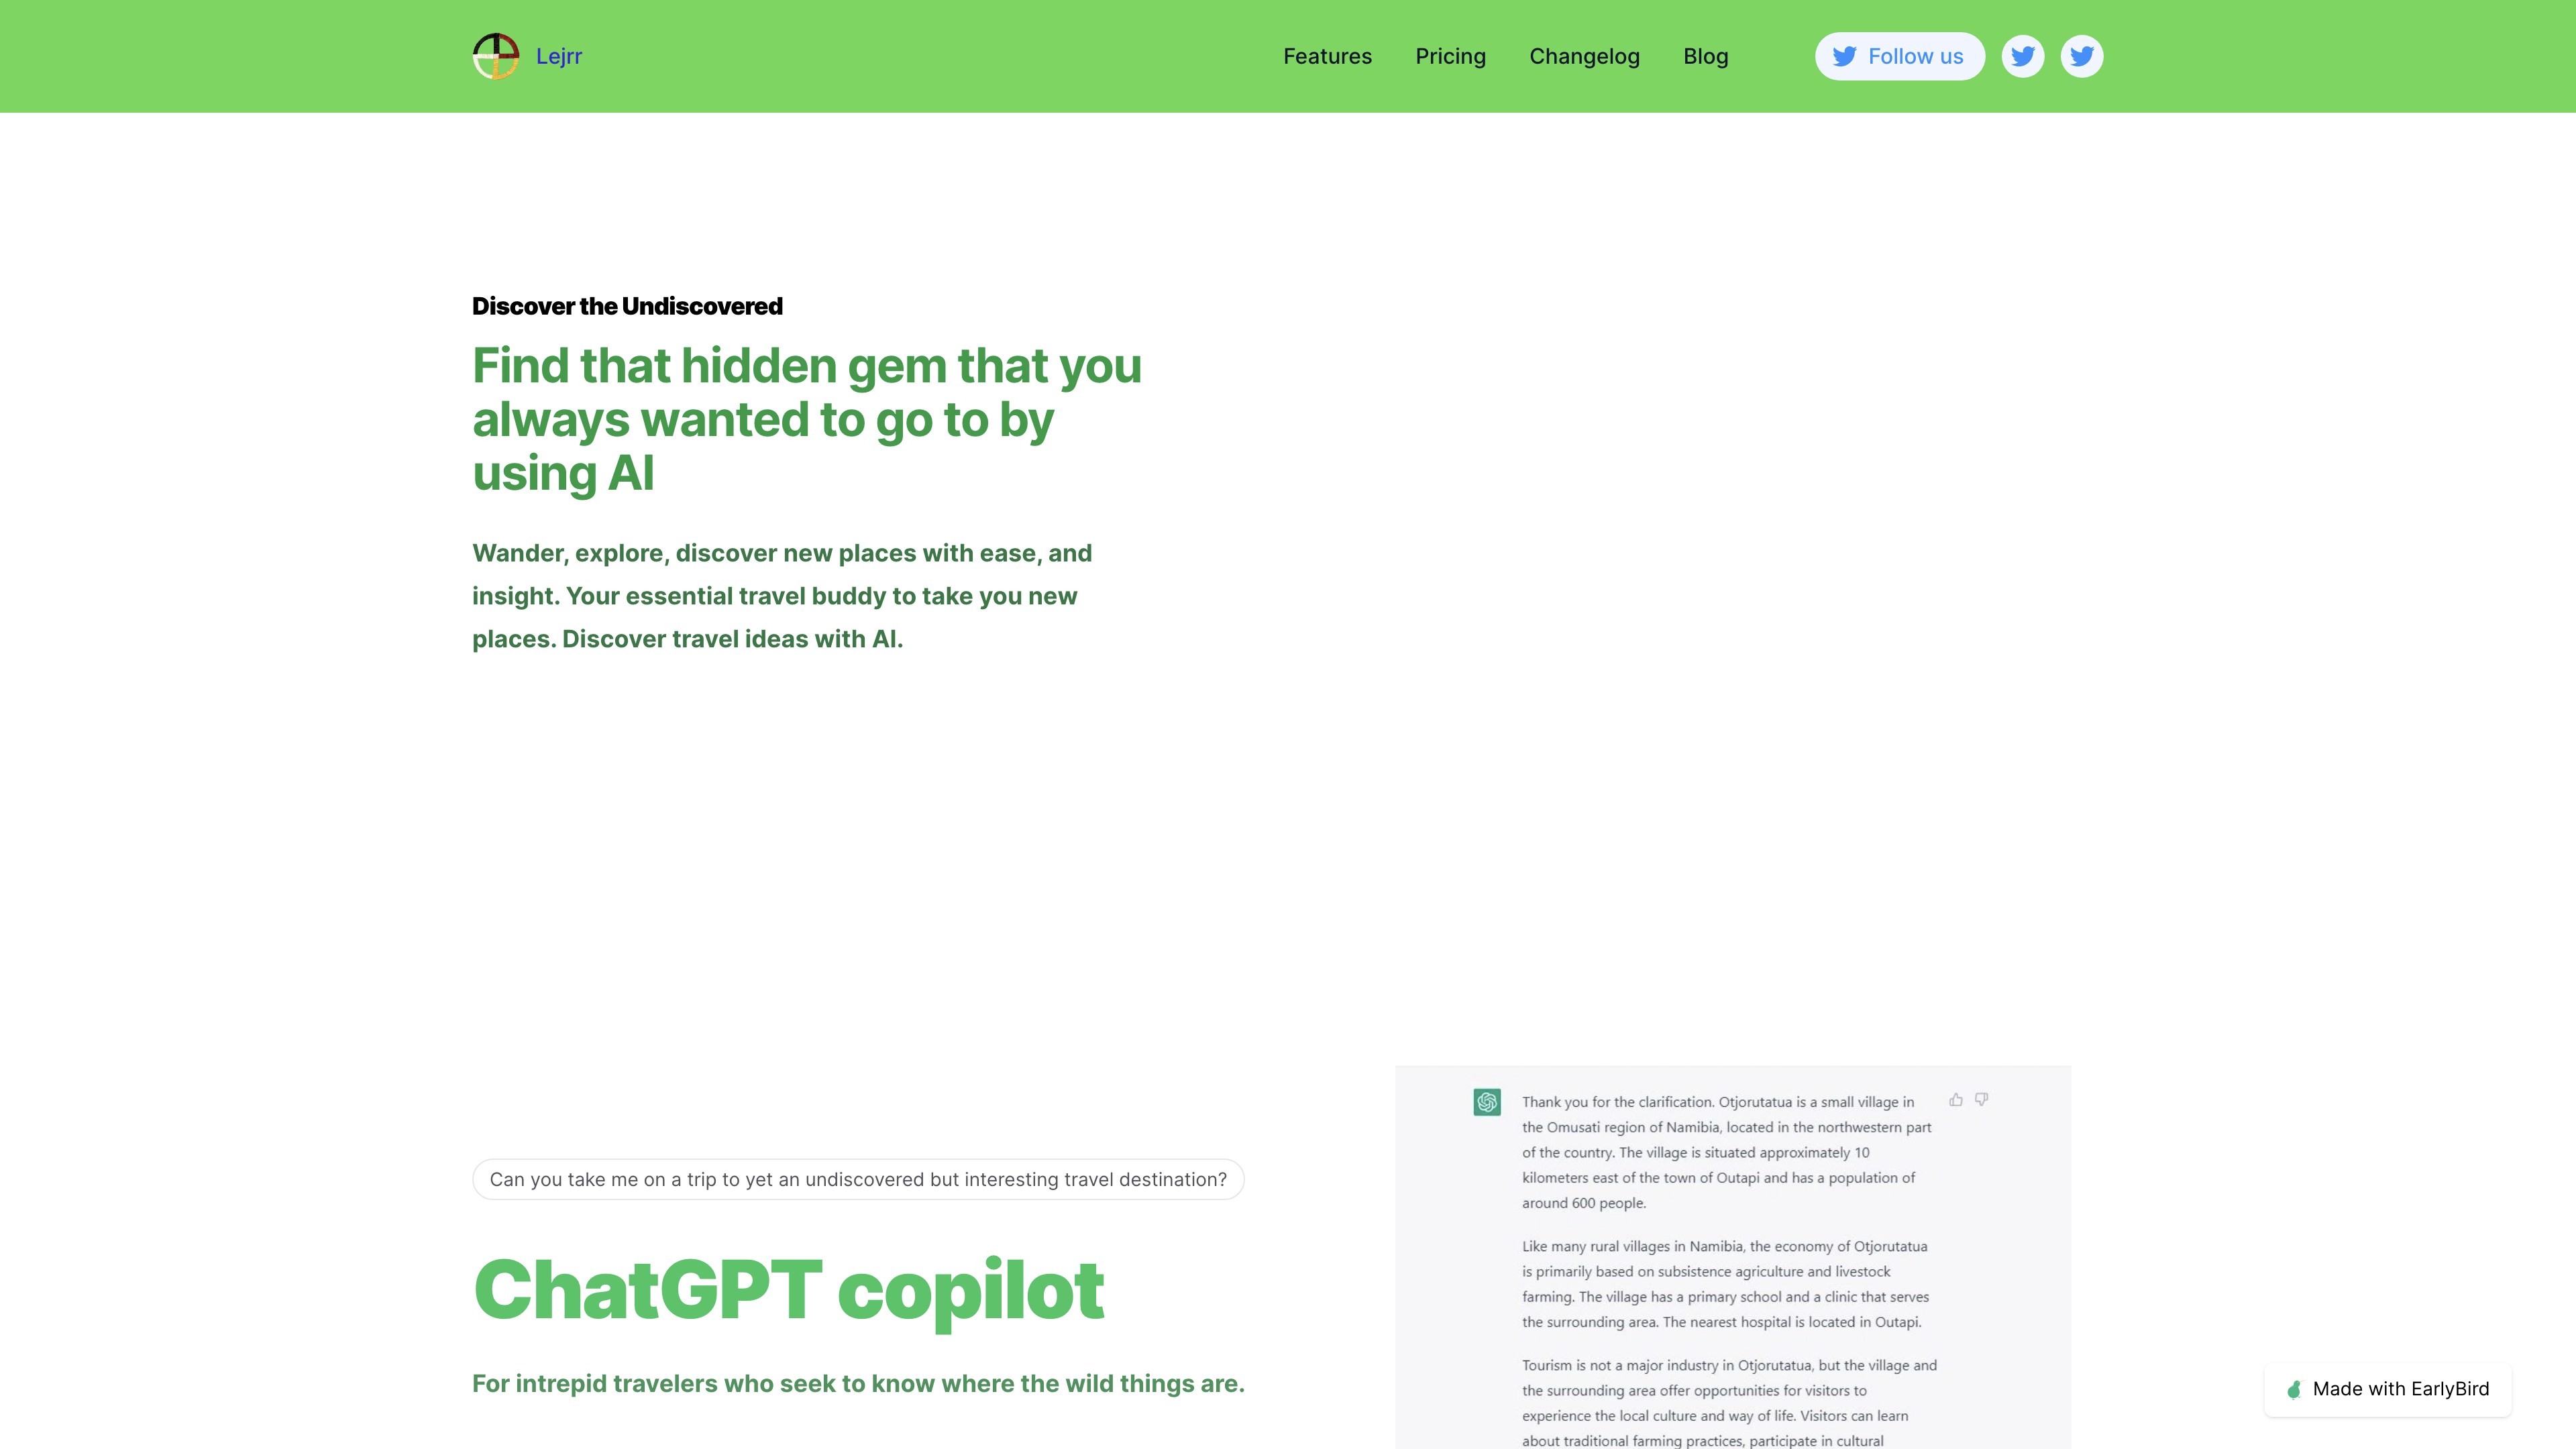 Lejrr
Features
Pricing
Changelog
Blog
Follow us
Discover the Undiscovered
Find that hidden gem that you
always wanted to go to by
using AI
Wander, explore, discover new places with ease, and
insight. Your essential travel buddy to take you new
places. Discover travel ideas with AI.
Can you take me on a trip to yet an undiscovered but interesting travel destination?
ChatGPT copilot
For intrepid travelers who seek to know where the wild things are.
Thank you for the clarification. Otjorutatua is a small village in
the Omusati region of Namibia, located in the northwestern part
of the country. The village is situated approximately 10
kilometers east of the town of Outapi and has a population of
around 600 people.
Like many rural villages in Namibia, the economy of Otjorutatua
is primarily based on subsistence agriculture and livestock
farming. The village has a primary school and a clinic that serves
the surrounding area. The nearest hospital is located in Outapi.
Tourism is not a major industry in Otjorutatua, but the village and
the surrounding area offer opportunities for visitors to
experience the local culture and way of life. Visitors can learn
about traditional farming practices, participate in cultural
Made with EarlyBird